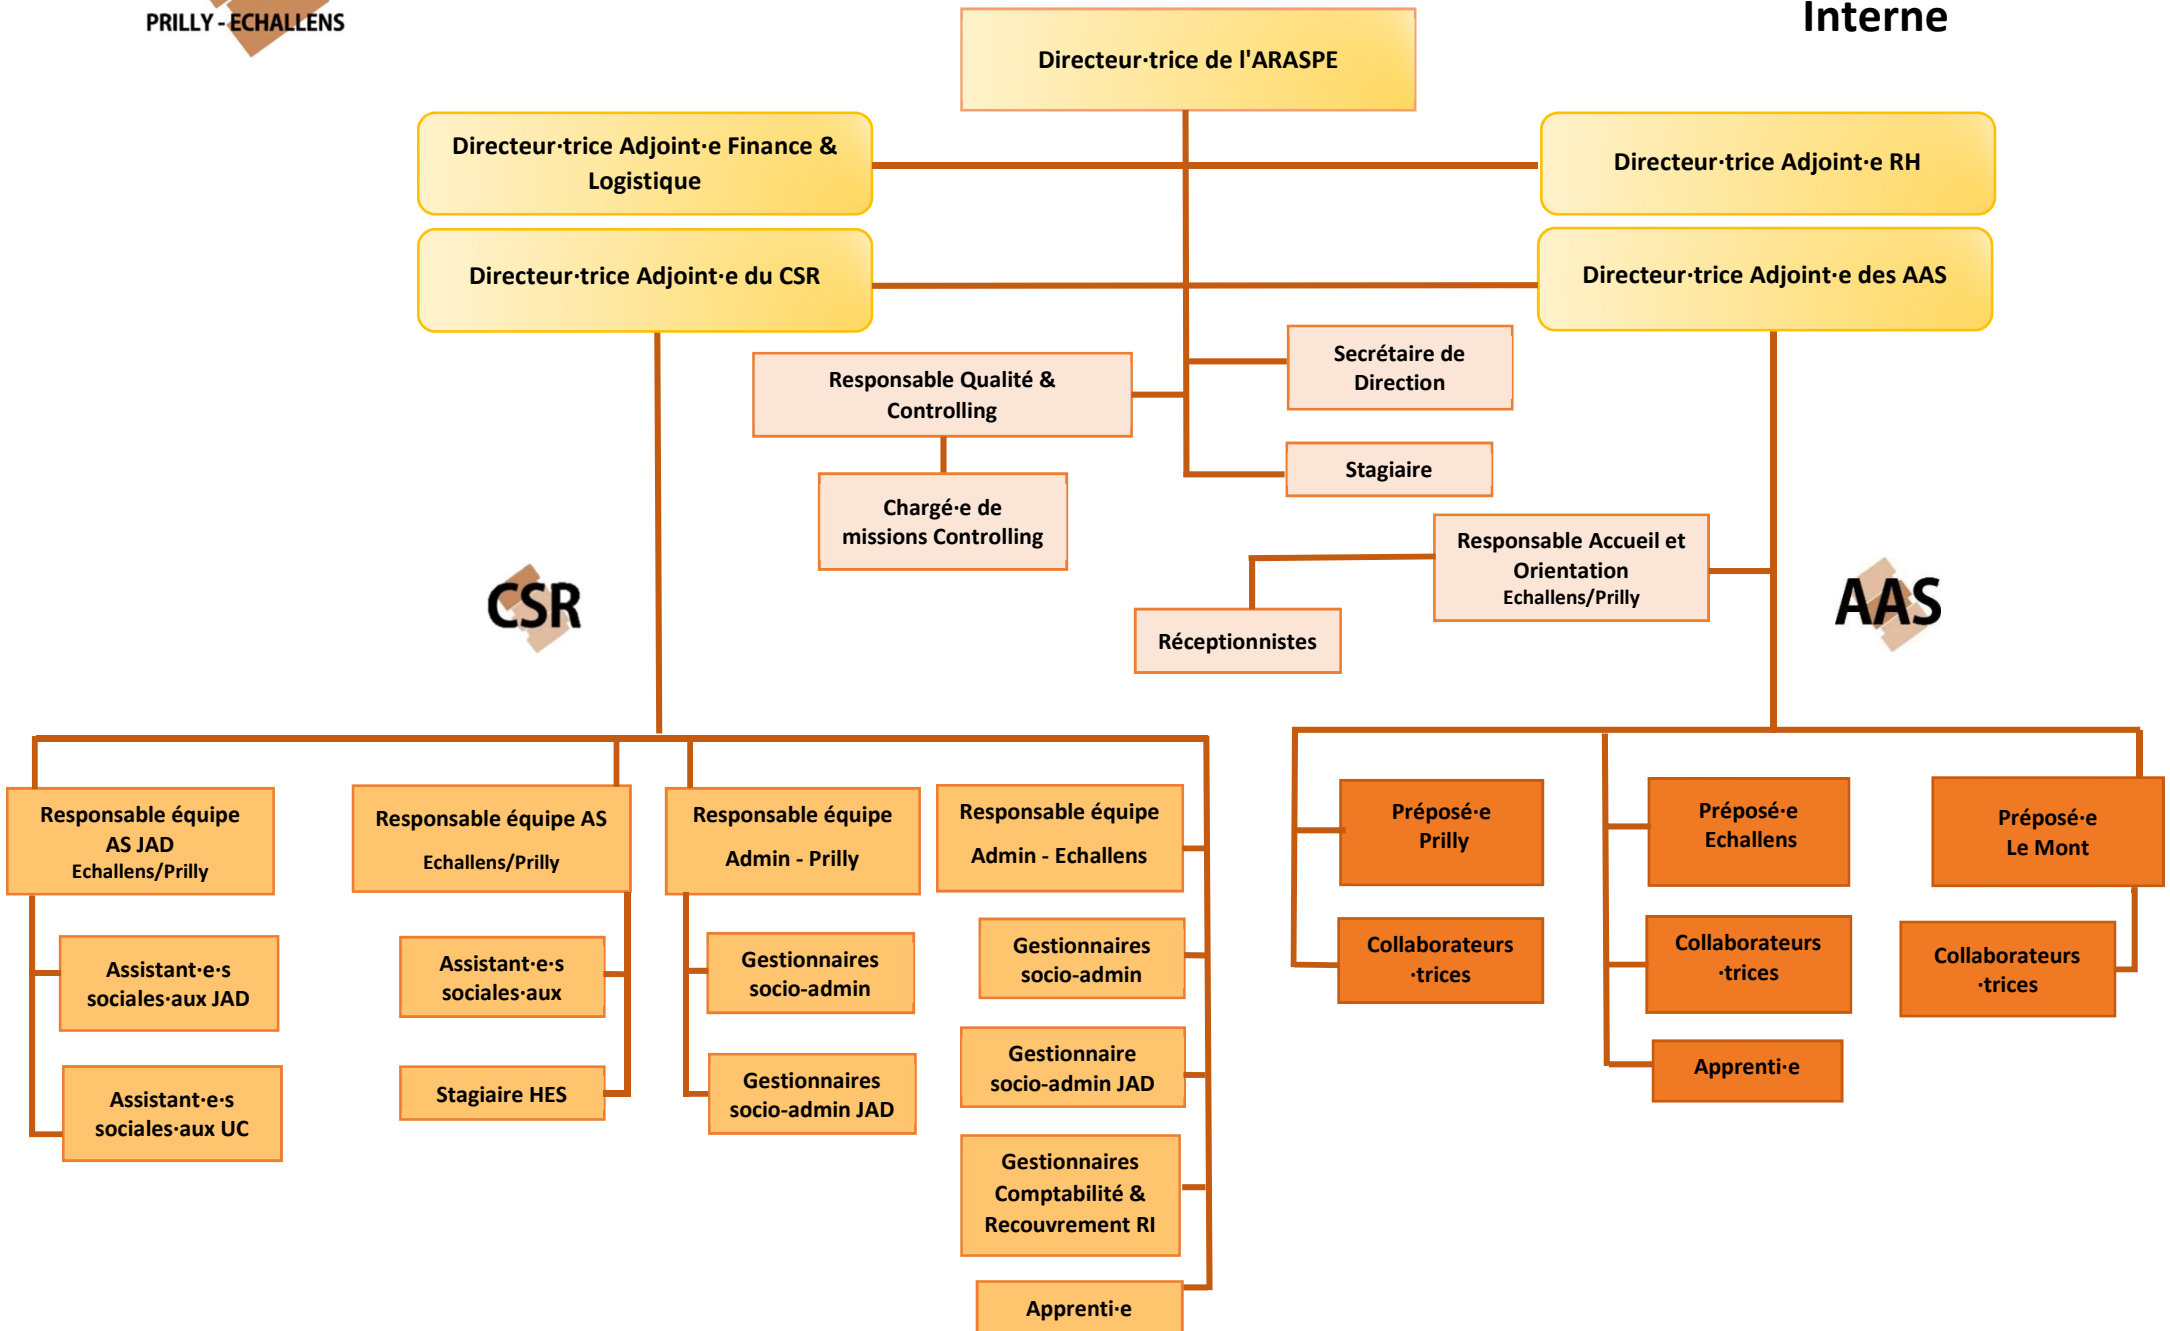 PRILLY - ECHALLENS
Interne
Directeur·trice de l'ARASPE
Directeur·trice Adjoint·e Finance &
Logistique
Directeur·trice Adjoint·e RH
Directeur·trice Adjoint·e du CSR
Directeur·trice Adjoint·e des AAS
Secrétaire de
Direction
Responsable Qualité &
Controlling
Stagiaire
Chargé·e de
missions Controlling
Responsable Accueil et
Orientation
Echallens/Prilly
Réceptionnistes
CSR
AAS
Responsable équipe
AS JAD
Echallens/Prilly
Responsable équipe AS
Echallens/Prilly
Responsable équipe
Admin - Prilly
Responsable équipe
Admin - Echallens
Préposé·e
Prilly
Préposé·e
Echallens
Préposé·e
Le Mont
Assistant·e·s
sociales·aux JAD
Assistant·e·s
sociales·aux
Gestionnaires
socio-admin
Gestionnaires
socio-admin
Collaborateurs
·trices
Collaborateurs
·trices
Collaborateurs
·trices
Assistant·e·s
sociales·aux UC
Stagiaire HES
Gestionnaires
socio-admin JAD
Gestionnaire
socio-admin JAD
Apprenti·e
Gestionnaires
Comptabilité &
Recouvrement RI
Apprenti·e